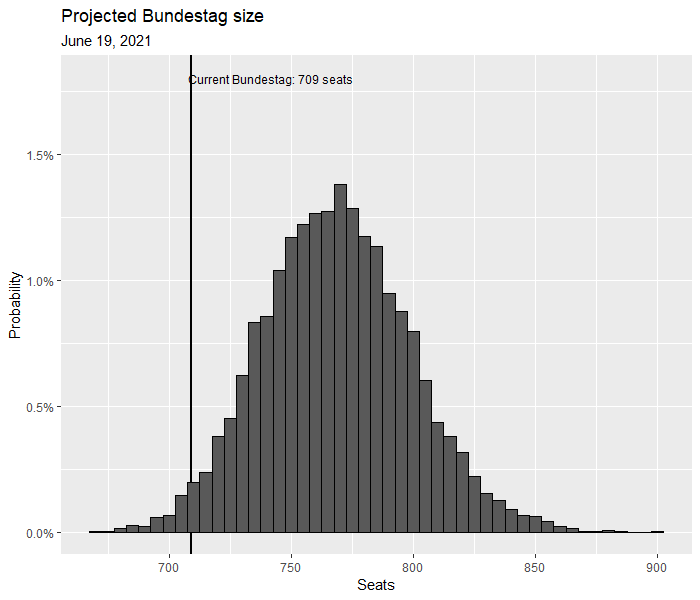 Projected Bundestag size
June 19, 2021
Current Bundestag: 709 seats
1.5%
1.0%
0.5%
0.0%
Probability
700 750 800 850 900
Seats